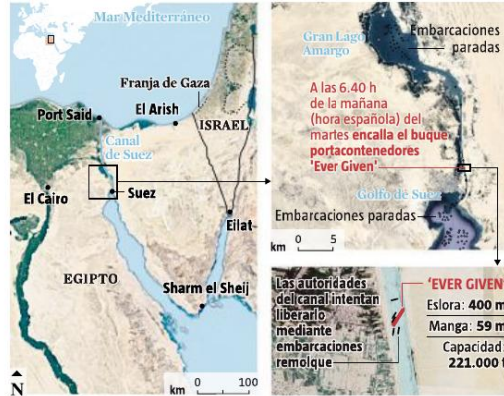 Mar Mediterráneo
Franja de Gaza
Port Said
El Arish
ISRAEL
Canal
de Suez
El Cairo
Suez
Eilat
EGIPTO
Sharm el Sheij
N
km 0 100
Gran Lago
Amargo
Embarcaciones
paradas
A las 6.40 h
de la mañana
(hora española) del
martes encalla el buque
portacontenedores
'Ever Given'
Golfo de Suez
Embarcaciones paradas
km 0 5
Las autoridades
del canal intentan
liberarlo
mediante
embarcaciones
remolque
'EVER GIVEN'
Eslora: 400 m
Manga: 59 m
Capacidad:
221.000 t